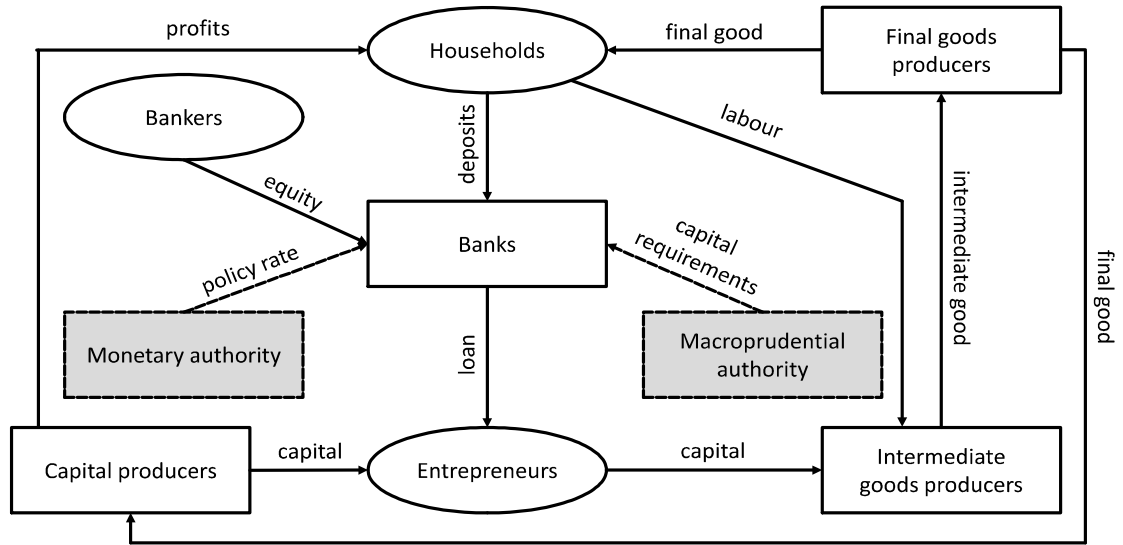 profits
Households
final good
Final goods
producers
Bankers
labour
deposits
equity
intermediate good
capital
requirements
Banks
policy rate
final good
Monetary authority
loan
Macroprudential
authority
Capital producers
capital
Entrepreneurs
capital
Intermediate
goods producers